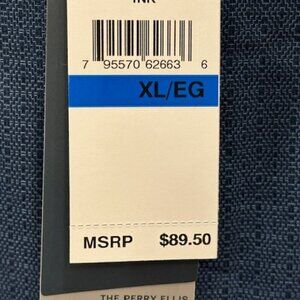 INK
7 95570 62663 6
XL/EG
MSRP $89.50
THE PERRY ELLIS